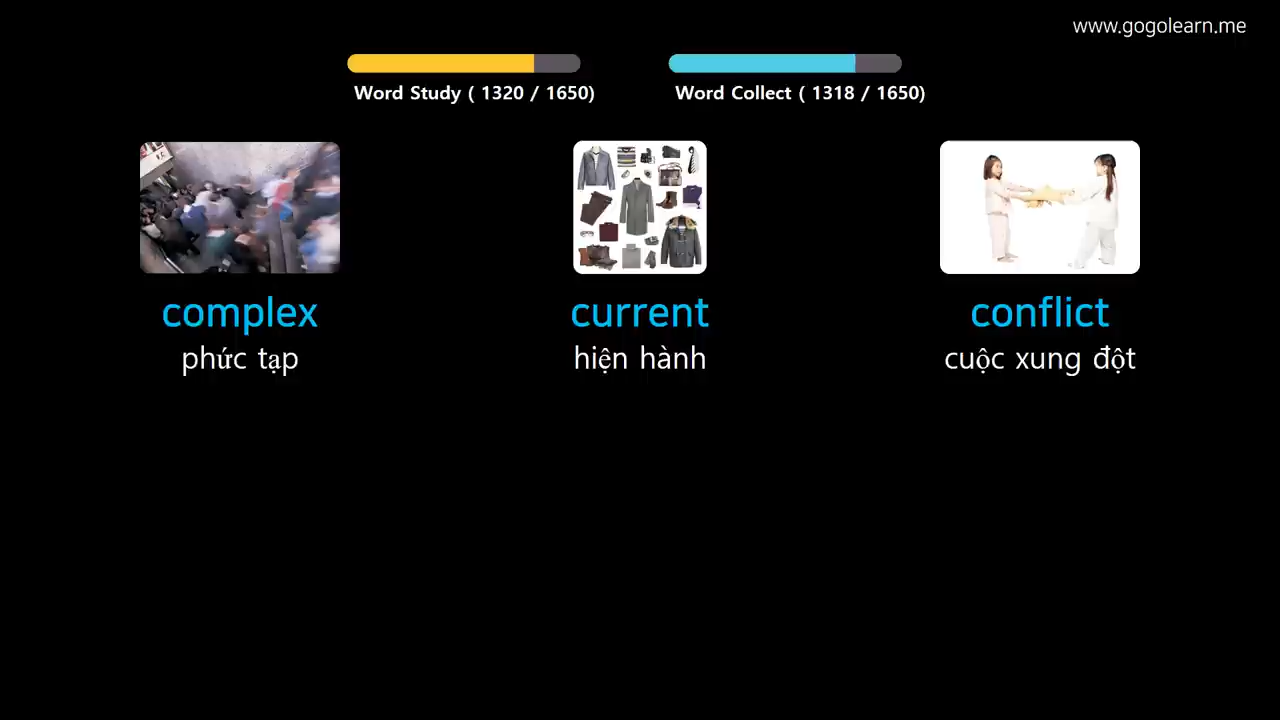 www.gogolearn.me
Word Study ( 1320 / 1650)
Word Collect ( 1318 / 1650)
complex
current
conflict
phức tạp
hiện hành
cuộc xung đột